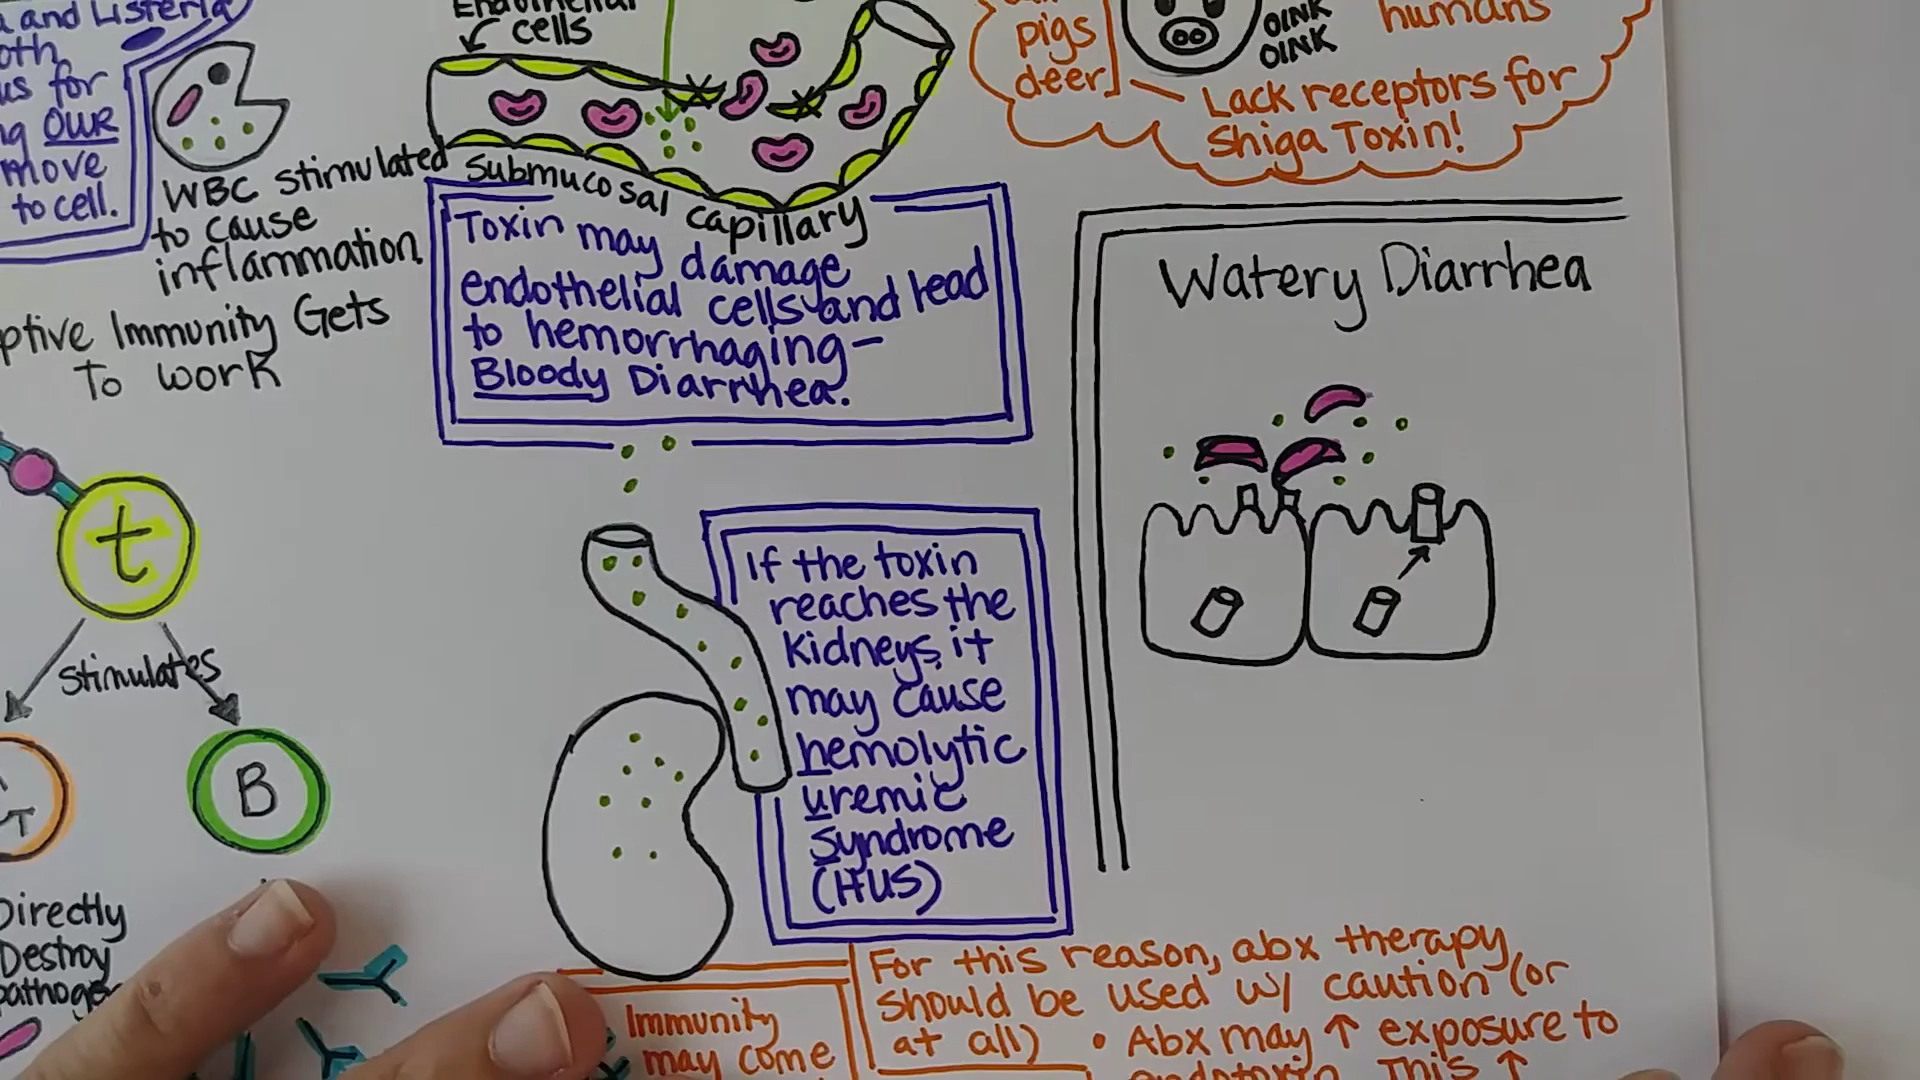 and Listeria
Endothelial
cells
oth
us for
ng OUR
move
to cell.
WBC stimulated
to cause
inflammation.
ptive Immunity Gets
To work
Submucosal capillary
Toxin may damage
endothelial cells and lead
to hemorrhaging-
Bloody Diarrhea.
pigs
deer
OINK
OINK
humans
Lack receptors for
Shiga Toxin!
Watery Diarrhea
t
Stimulates
B
T
Directly
Destroy
pathoge
If the toxin
reaches the
kidneys, it
may cause
hemolytic
uremic
syndrome
(HUS)
Immunity
may come
For this reason, abx therapy
should be used w/ caution (or
at all)
• Abx may ↑ exposure to
endotoxin. This ↑